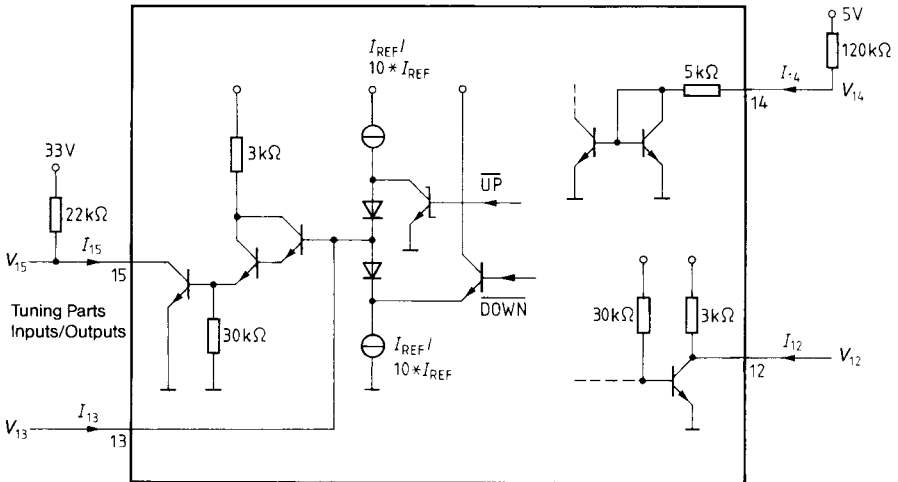 I_REF/
10 * I_REF
5V
120kΩ
5kΩ
I_14
14
V_14
33V
3kΩ
UP
22kΩ
I_15
V_15
15
DOWN
Tuning Parts
Inputs/Outputs
30kΩ
I_REF/
10 * I_REF
30kΩ
3kΩ
I_12
12
V_12
I_13
V_13
13